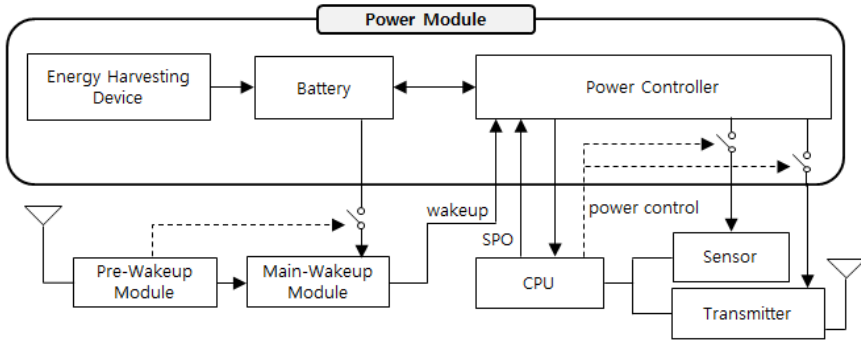 Power Module
Energy Harvesting
Device
Battery
Power Controller
wakeup
SPO
power control
Pre-Wakeup
Module
Main-Wakeup
Module
CPU
Sensor
Transmitter